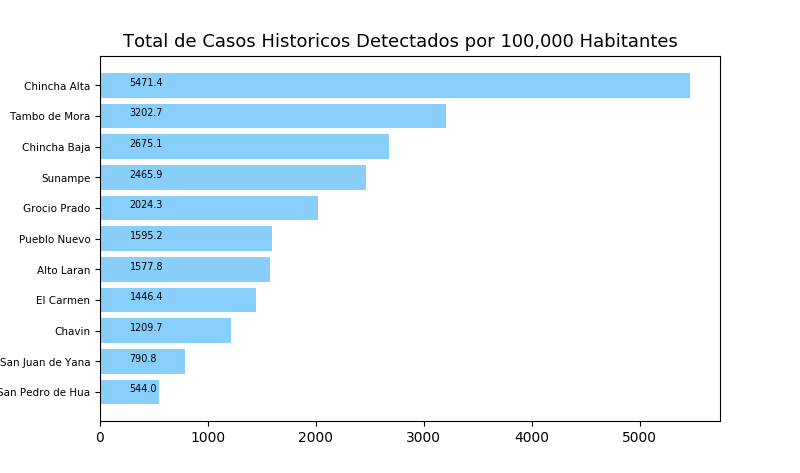 Total de Casos Historicos Detectados por 100,000 Habitantes
Chincha Alta 5471.4
Tambo de Mora 3202.7
Chincha Baja 2675.1
Sunampe 2465.9
Grocio Prado 2024.3
Pueblo Nuevo 1595.2
Alto Laran 1577.8
El Carmen 1446.4
Chavin 1209.7
San Juan de Yana 790.8
San Pedro de Hua 544.0
0 1000 2000 3000 4000 5000